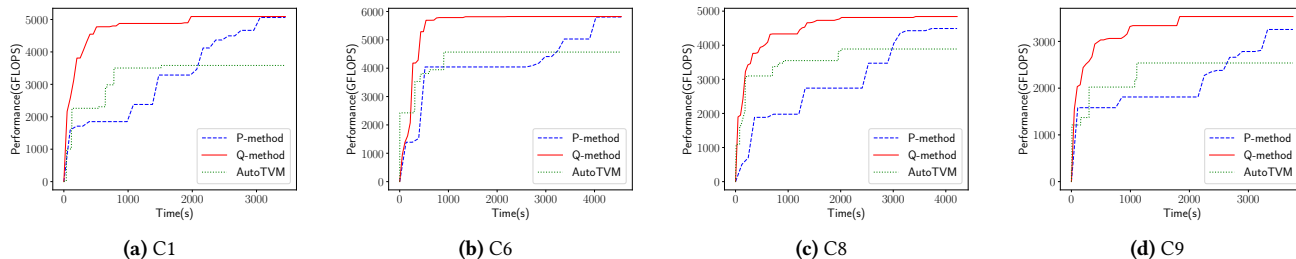 Performance(GFLOPS)
5000
4000
3000
2000
1000
0
P-method
Q-method
AutoTVM
0
1000
2000
3000
Time(s)
(a) C1
Performance(GFLOPS)
6000
5000
4000
3000
2000
1000
0
P-method
Q-method
AutoTVM
0
1000
2000
3000
4000
Time(s)
(b) C6
Performance(GFLOPS)
5000
4000
3000
2000
1000
0
P-method
Q-method
AutoTVM
0
1000
2000
3000
4000
Time(s)
(c) C8
Performance(GFLOPS)
3000
2000
1000
0
P-method
Q-method
AutoTVM
0
1000
2000
3000
Time(s)
(d) C9